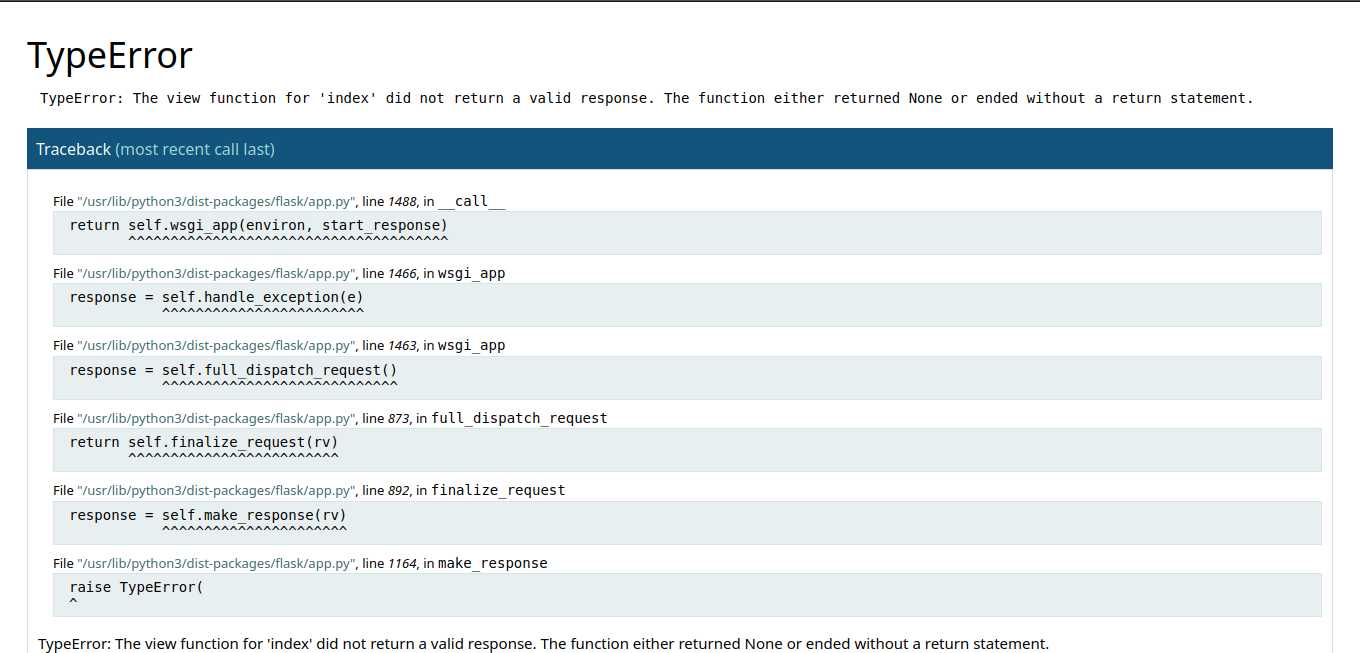 TypeError
TypeError: The view function for 'index' did not return a valid response. The function either returned None or ended without a return statement.
Traceback (most recent call last)
File "/usr/lib/python3/dist-packages/flask/app.py", line 1488, in __call__
return self.wsgi_app(environ, start_response)
^^^^^^^^^^^^^^^^^^^^^^^^^^^^^^^^^^^^^^
File "/usr/lib/python3/dist-packages/flask/app.py", line 1466, in wsgi_app
response = self.handle_exception(e)
^^^^^^^^^^^^^^^^^^^^^^^^
File "/usr/lib/python3/dist-packages/flask/app.py", line 1463, in wsgi_app
response = self.full_dispatch_request()
^^^^^^^^^^^^^^^^^^^^^^^^^^^^
File "/usr/lib/python3/dist-packages/flask/app.py", line 873, in full_dispatch_request
return self.finalize_request(rv)
^^^^^^^^^^^^^^^^^^^^^^^^^
File "/usr/lib/python3/dist-packages/flask/app.py", line 892, in finalize_request
response = self.make_response(rv)
^^^^^^^^^^^^^^^^^^^^^^
File "/usr/lib/python3/dist-packages/flask/app.py", line 1164, in make_response
raise TypeError(
^
TypeError: The view function for 'index' did not return a valid response. The function either returned None or ended without a return statement.